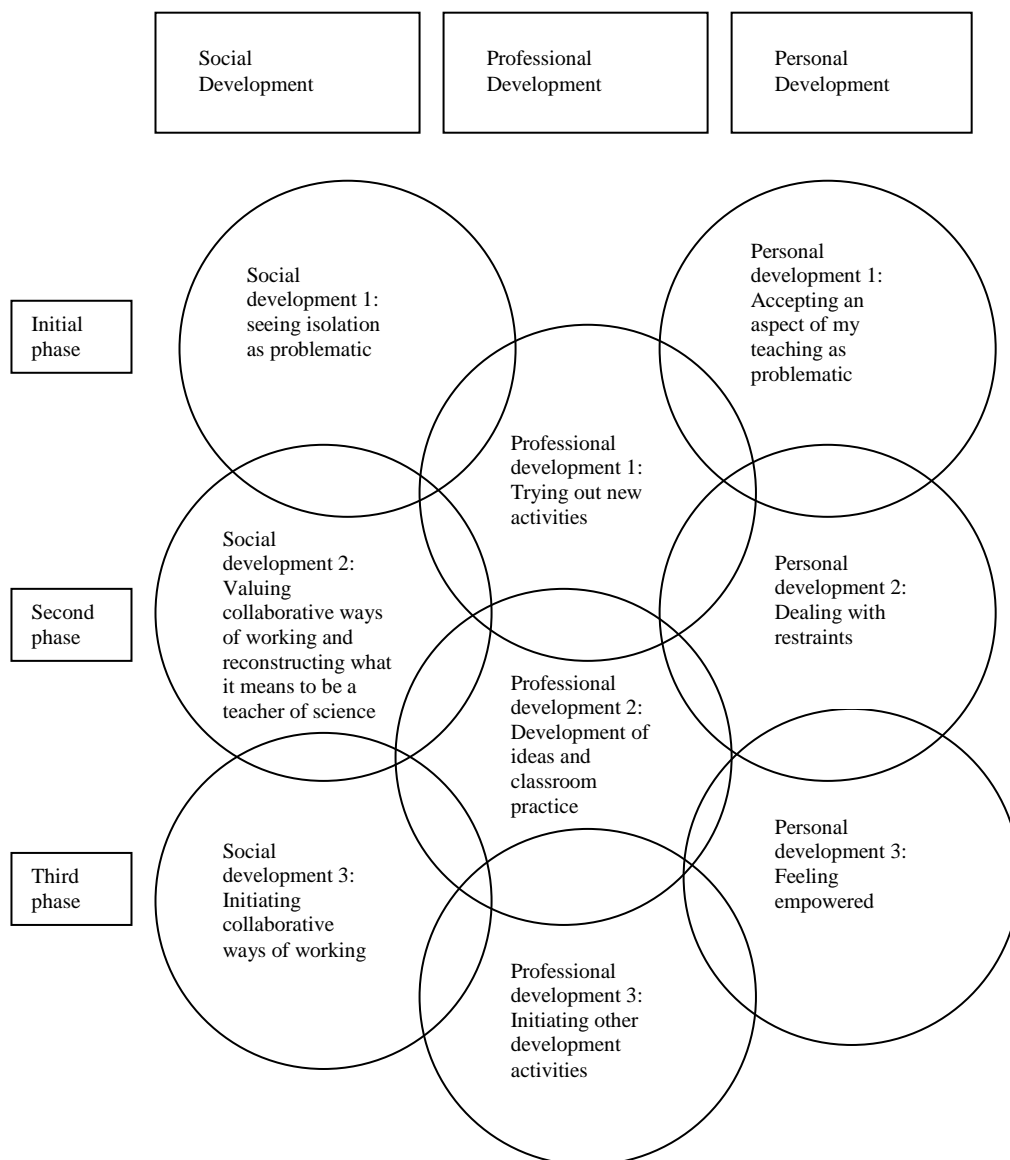 Social
Development
Professional
Development
Personal
Development
Initial
phase
Social
development 1:
seeing isolation
as problematic
Personal
development 1:
Accepting an
aspect of my
teaching as
problematic
Professional
development 1:
Trying out new
activities
Second
phase
Social
development 2:
Valuing
collaborative ways
of working and
reconstructing what
it means to be a
teacher of science
Personal
development 2:
Dealing with
restraints
Professional
development 2:
Development of
ideas and
classroom
practice
Third
phase
Social
development 3:
Initiating
collaborative
ways of working
Personal
development 3:
Feeling
empowered
Professional
development 3:
Initiating other
development
activities